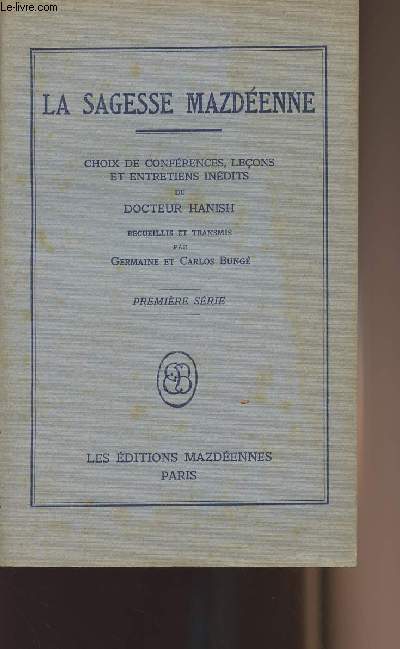 Le-livre.com
LA SAGESSE MAZDÉENNE
CHOIX DE CONFÉRENCES, LEÇONS
ET ENTRETIENS INÉDITS
DU
DOCTEUR HANISH
RECUEILLIS ET TRANSMIS
PAR
GERMAINE ET CARLOS BUNGÉ
PREMIÈRE SÉRIE
LES ÉDITIONS MAZDÉENNES
PARIS